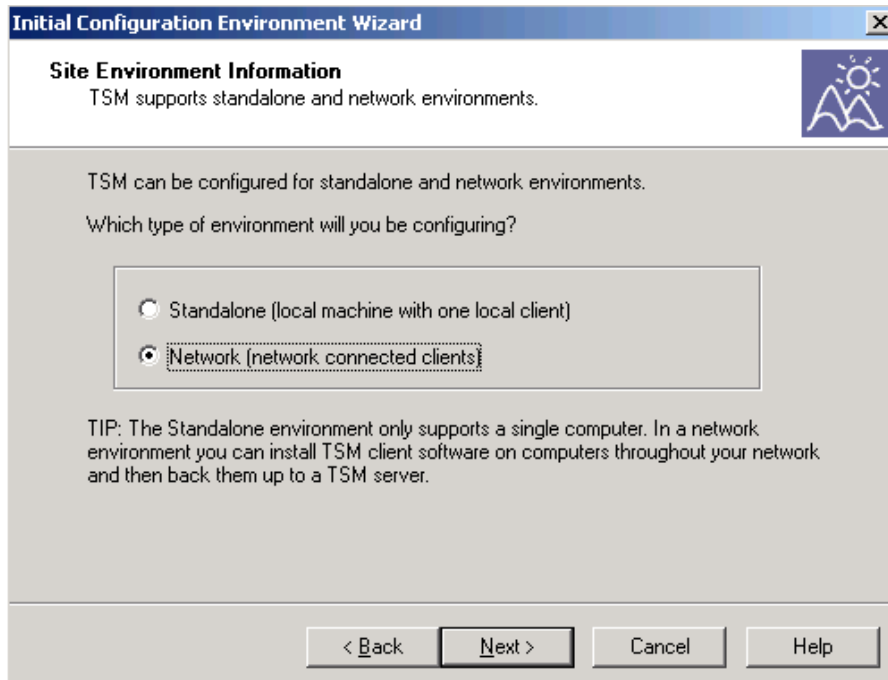 Initial Configuration Environment Wizard
Site Environment Information
TSM supports standalone and network environments.
TSM can be configured for standalone and network environments.
Which type of environment will you be configuring?
Standalone (local machine with one local client)
Network (network connected clients)
TIP: The Standalone environment only supports a single computer. In a network
environment you can install TSM client software on computers throughout your network
and then back them up to a TSM server.
< Back
Next >
Cancel
Help